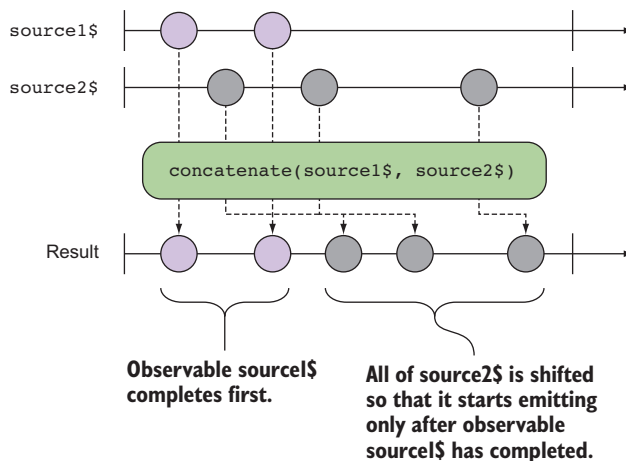 source1$
source2$
concatenate(source1$, source2$)
Result
Observable source1$
completes first.
All of source2$ is shifted
so that it starts emitting
only after observable
source1$ has completed.